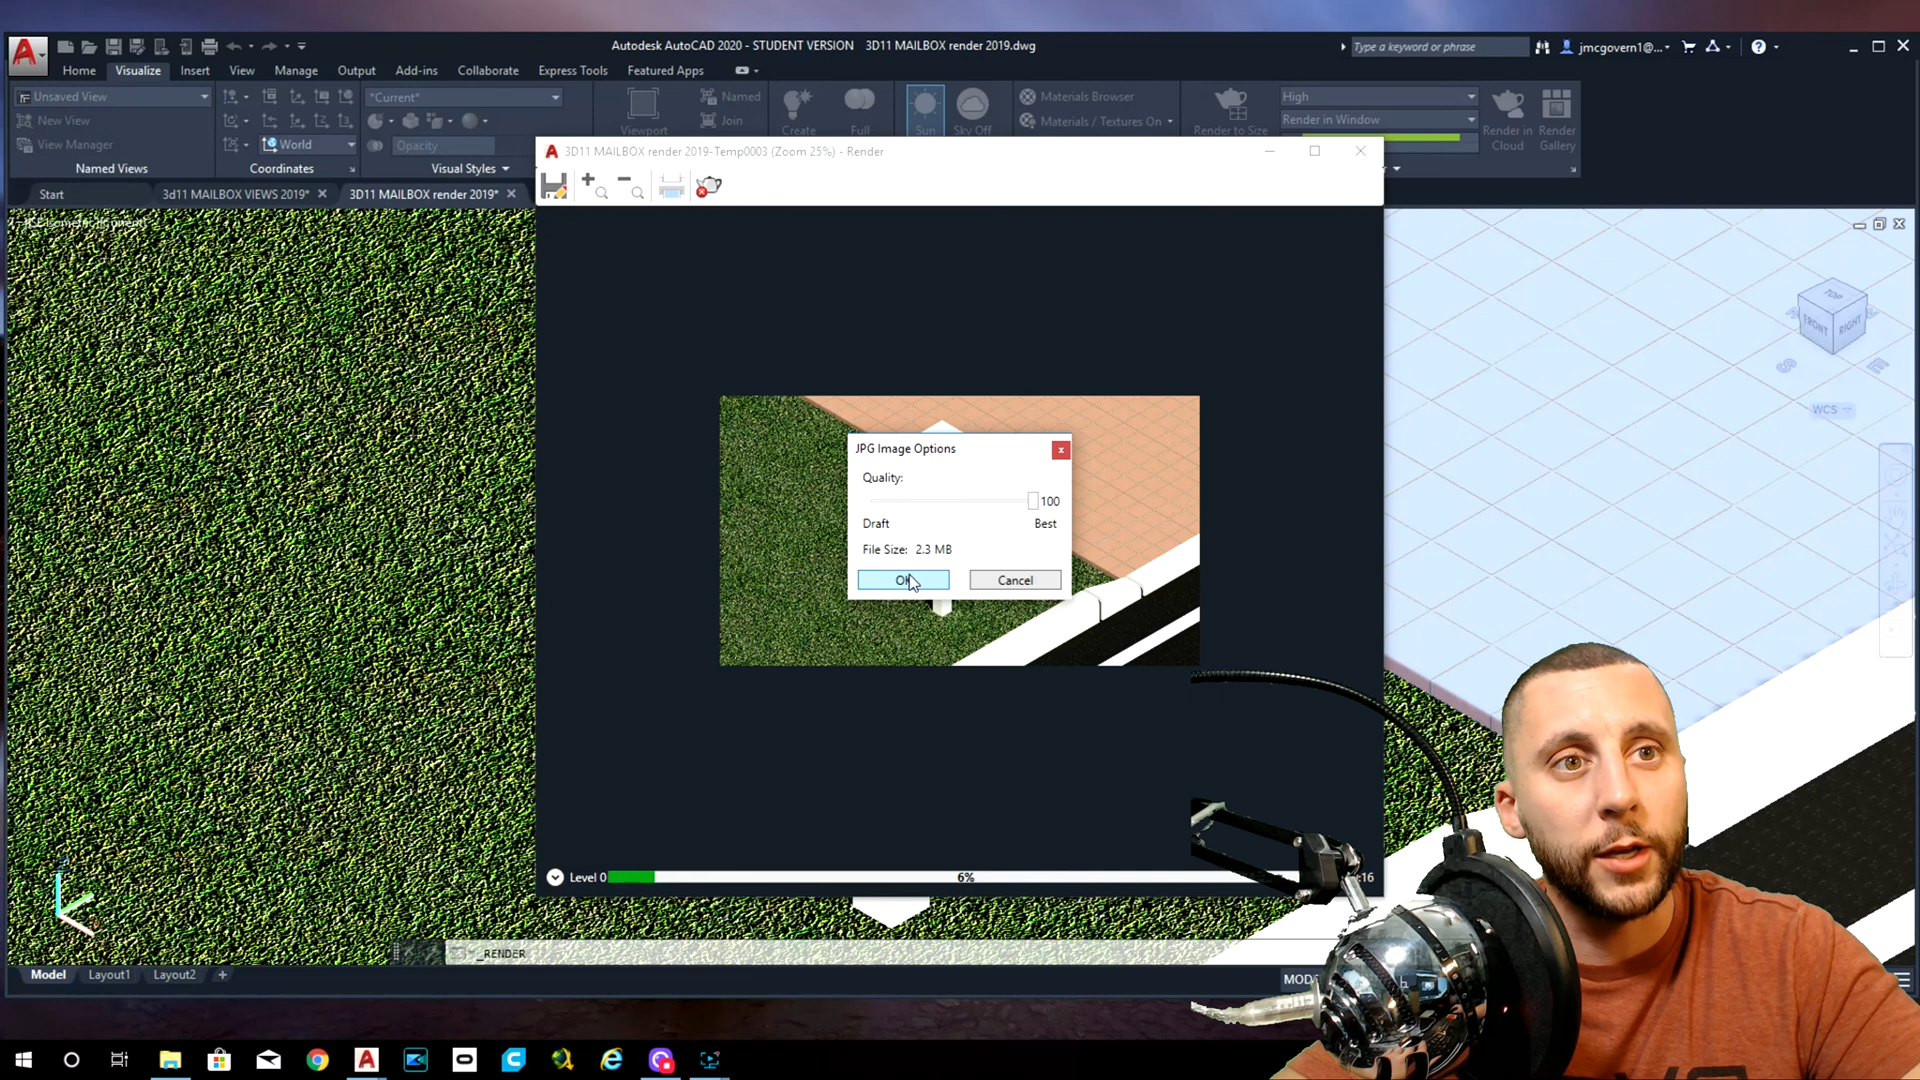 Autodesk AutoCAD 2020 - STUDENT VERSION 3D11 MAILBOX render 2019.dwg
Type a keyword or phrase
jmcgovern1@...
Home Visualize Insert View Manage Output Add-ins Collaborate Express Tools Featured Apps
Unsaved View
New View
View Manager
Named Views
World
Coordinates
*Current*
Opacity
Visual Styles
Viewport
Named
Join
Create
Full
Sun
Sky Off
Materials Browser
Materials / Textures On
Render to Size
High
Render in Window
Render in
Cloud
Render
Gallery
Start 3d11 MAILBOX VIEWS 2019* 3D11 MAILBOX render 2019*
3D11 MAILBOX render 2019-Temp0003 (Zoom 25%) - Render
TOP
FRONT
RIGHT
S
E
WCS
JPG Image Options
Quality:
100
Draft Best
File Size: 2.3 MB
OK Cancel
Level 0 6% :16
_RENDER
Model Layout1 Layout2 +